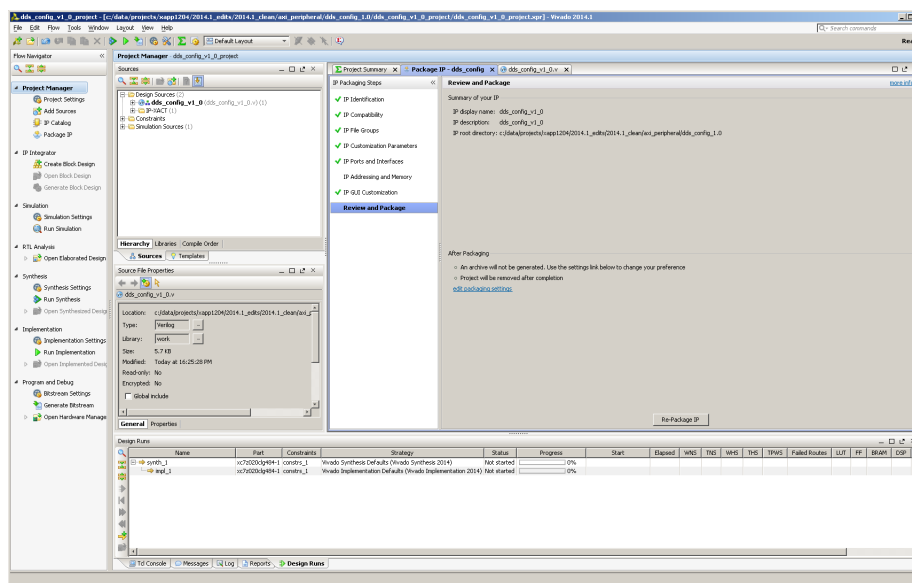 dds_config_v1_0_project - [c:/data/projects/xapp1204/2014.1_edits/2014.1_clean/axi_peripheral/dds_config_1.0/dds_config_v1_0_project/dds_config_v1_0_project.xpr] - Vivado 2014.1
File Edit Flow Tools Window Layout View Help
Search commands
Default Layout
Rea
Flow Navigator
Project Manager
Project Settings
Add Sources
IP Catalog
Package IP
IP Integrator
Create Block Design
Open Block Design
Generate Block Design
Simulation
Simulation Settings
Run Simulation
RTL Analysis
Open Elaborated Design
Synthesis
Synthesis Settings
Run Synthesis
Open Synthesized Desig
Implementation
Implementation Settings
Run Implementation
Open Implemented Desi
Program and Debug
Bitstream Settings
Generate Bitstream
Open Hardware Manage
Project Manager - dds_config_v1_0_project
Sources
Design Sources (2)
dds_config_v1_0 (dds_config_v1_0.v) (1)
IP-XACT (1)
Constraints
Simulation Sources (1)
Hierarchy Libraries Compile Order
Sources Templates
Source File Properties
dds_config_v1_0.v
Location: c:/data/projects/xapp1204/2014.1_edits/2014.1_clean/axi_p
Type: Verilog
Library: work
Size: 5.7 KB
Modified: Today at 16:25:28 PM
Read-only: No
Encrypted: No
Global include
General Properties
Project Summary Package IP - dds_config dds_config_v1_0.v
IP Packaging Steps
IP Identification
IP Compatibility
IP File Groups
IP Customization Parameters
IP Ports and Interfaces
IP Addressing and Memory
IP GUI Customization
Review and Package
Review and Package
more info
Summary of your IP
IP display name: dds_config_v1_0
IP description: dds_config_v1_0
IP root directory: c:/data/projects/xapp1204/2014.1_edits/2014.1_clean/axi_peripheral/dds_config_1.0
After Packaging
An archive will not be generated. Use the settings link below to change your preference
Project will be removed after completion
edit packaging settings
Re-Package IP
Design Runs
Name Part Constraints Strategy Status Progress Start Elapsed WNS TNS WHS THS TPWS Failed Routes LUT FF BRAM DSP
synth_1 xc7z020clg484-1 constrs_1 Vivado Synthesis Defaults (Vivado Synthesis 2014) Not started 0%
impl_1 xc7z020clg484-1 constrs_1 Vivado Implementation Defaults (Vivado Implementation 2014) Not started 0%
Tcl Console Messages Log Reports Design Runs